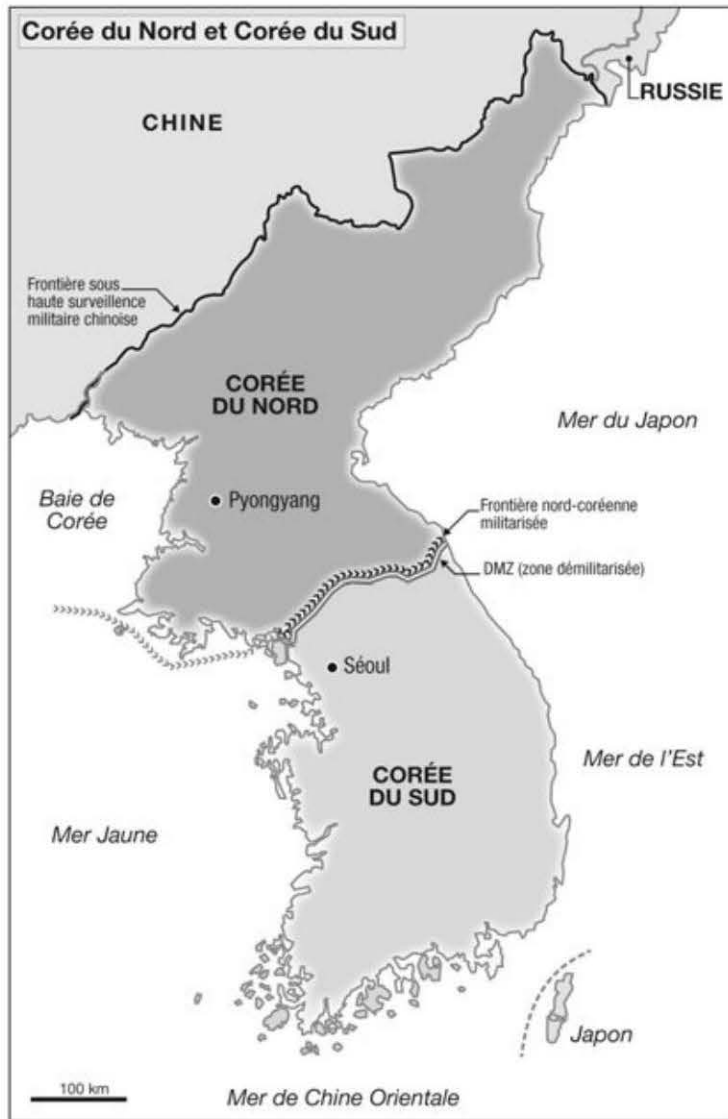 Corée du Nord et Corée du Sud
RUSSIE
CHINE
Frontière sous
haute surveillence
militaire chinoise
CORÉE
DU NORD
Mer du Japon
Baie de
Corée
Pyongyang
Frontière nord-coréenne
militarisée
DMZ (zone démilitarisée)
Séoul
Mer de l'Est
CORÉE
DU SUD
Mer Jaune
Japon
100 km
Mer de Chine Orientale